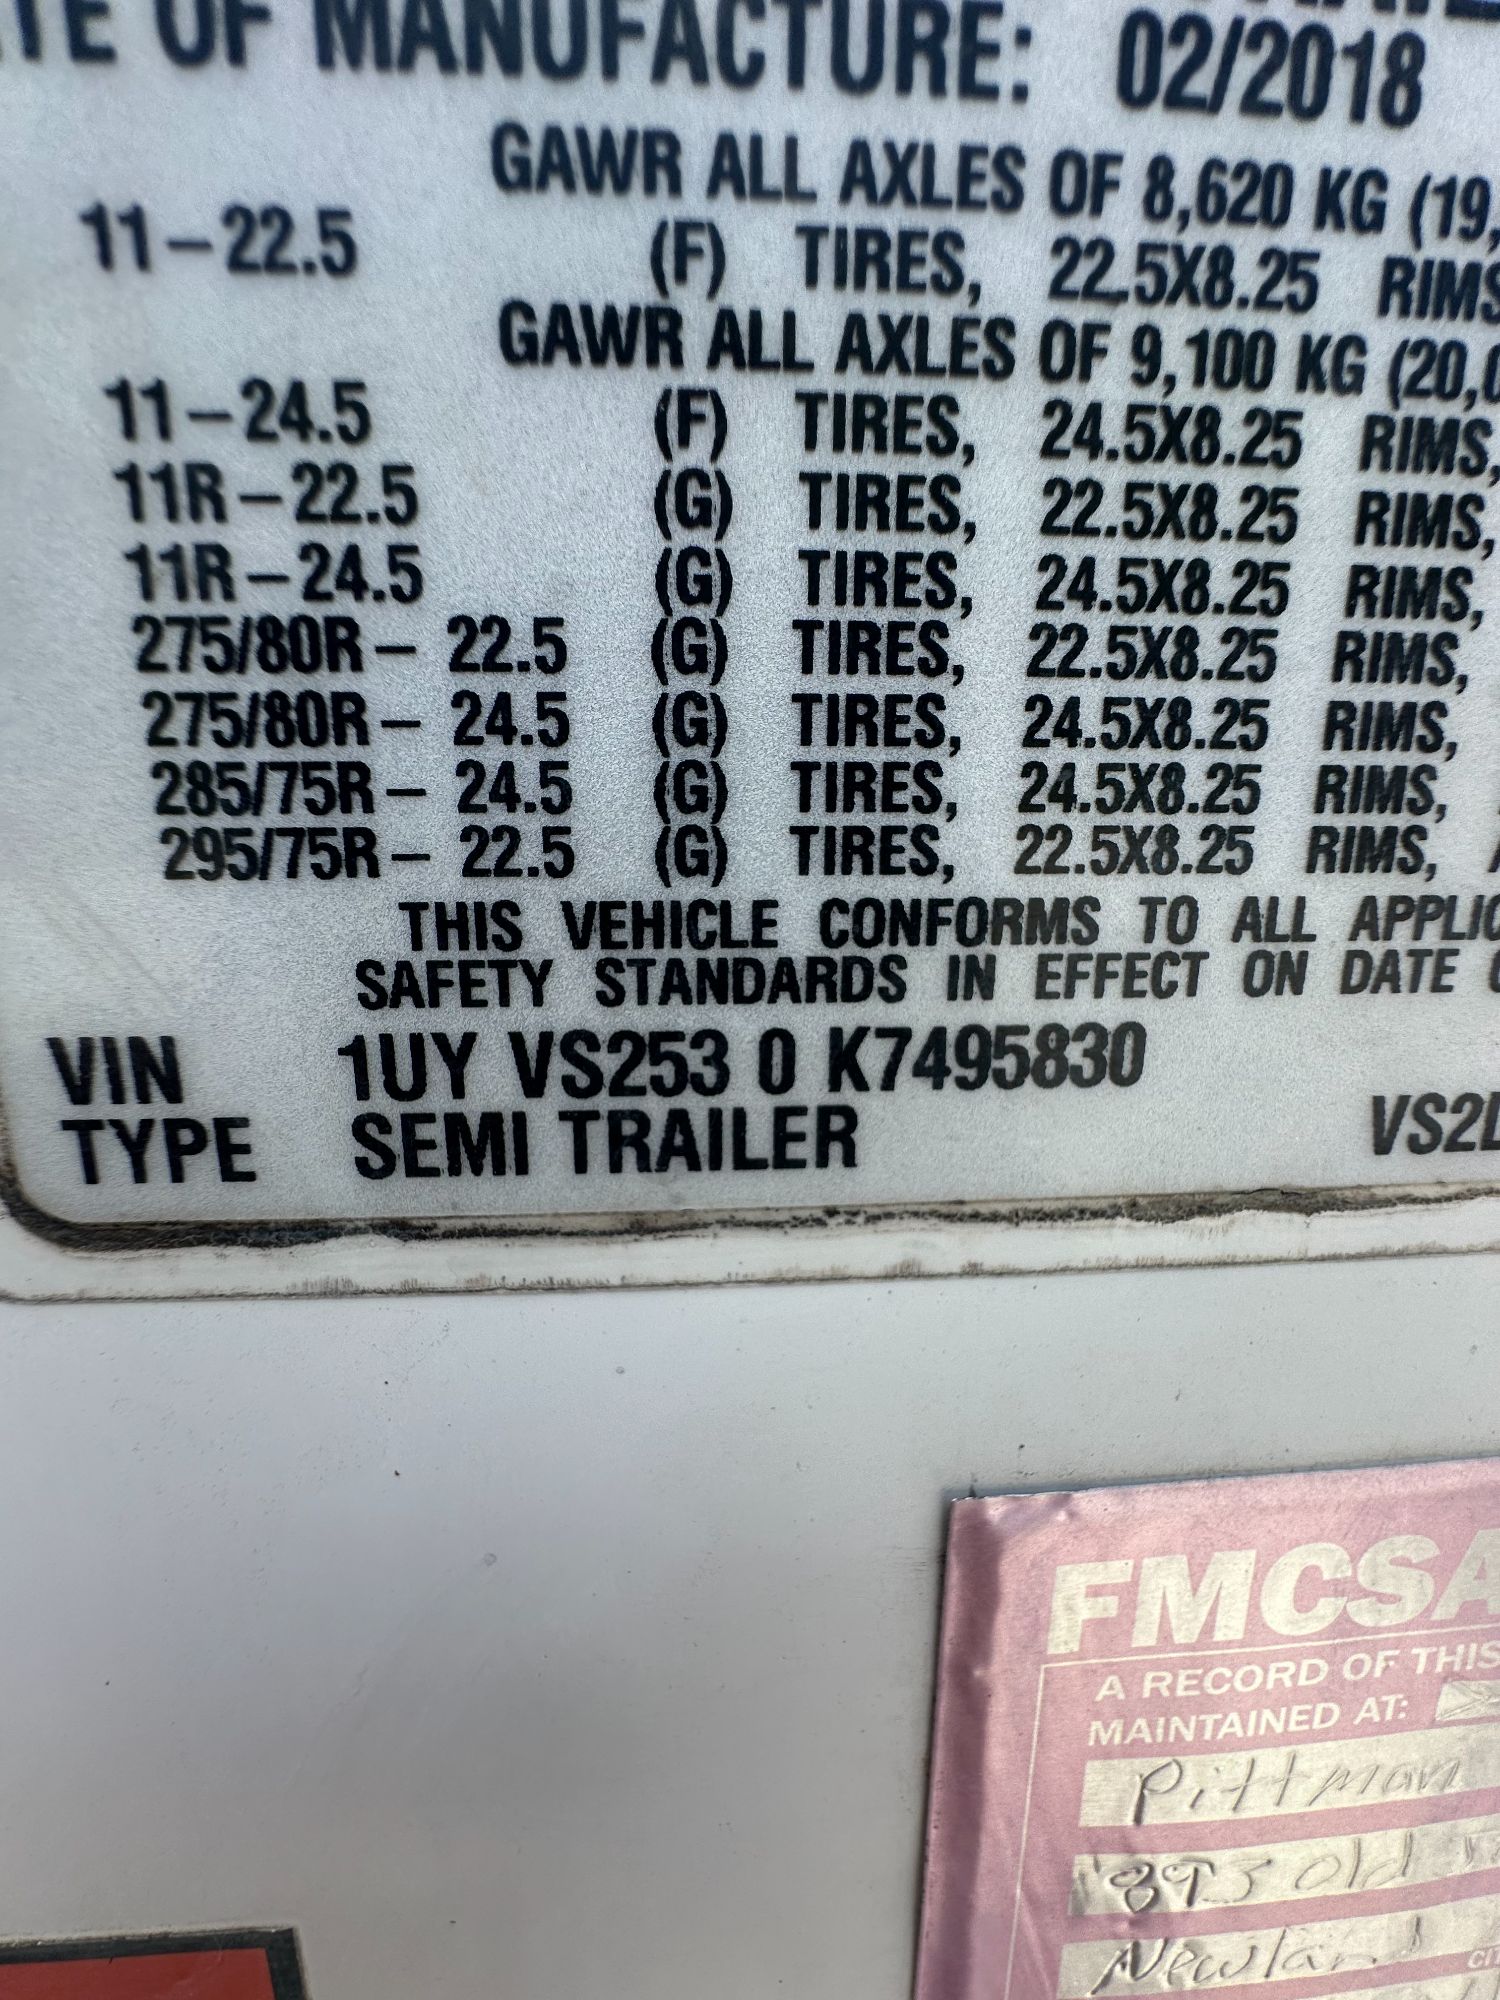 TE OF MANUFACTURE: 02/2018
GAWR ALL AXLES OF 8,620 KG (19,
11-22.5 (F) TIRES, 22.5X8.25 RIMS
GAWR ALL AXLES OF 9,100 KG (20,0
11-24.5 (F) TIRES, 24.5X8.25 RIMS,
11R-22.5 (G) TIRES, 22.5X8.25 RIMS,
11R-24.5 (G) TIRES, 24.5X8.25 RIMS,
275/80R- 22.5 (G) TIRES, 22.5X8.25 RIMS,
275/80R- 24.5 (G) TIRES, 24.5X8.25 RIMS,
285/75R- 24.5 (G) TIRES, 24.5X8.25 RIMS,
295/75R- 22.5 (G) TIRES, 22.5X8.25 RIMS,
THIS VEHICLE CONFORMS TO ALL APPLIC
SAFETY STANDARDS IN EFFECT ON DATE
VIN 1UY VS253 0 K7495830
TYPE SEMI TRAILER VS2
FMCSA
A RECORD OF THIS
MAINTAINED AT:
Pittman
893 old
Newland